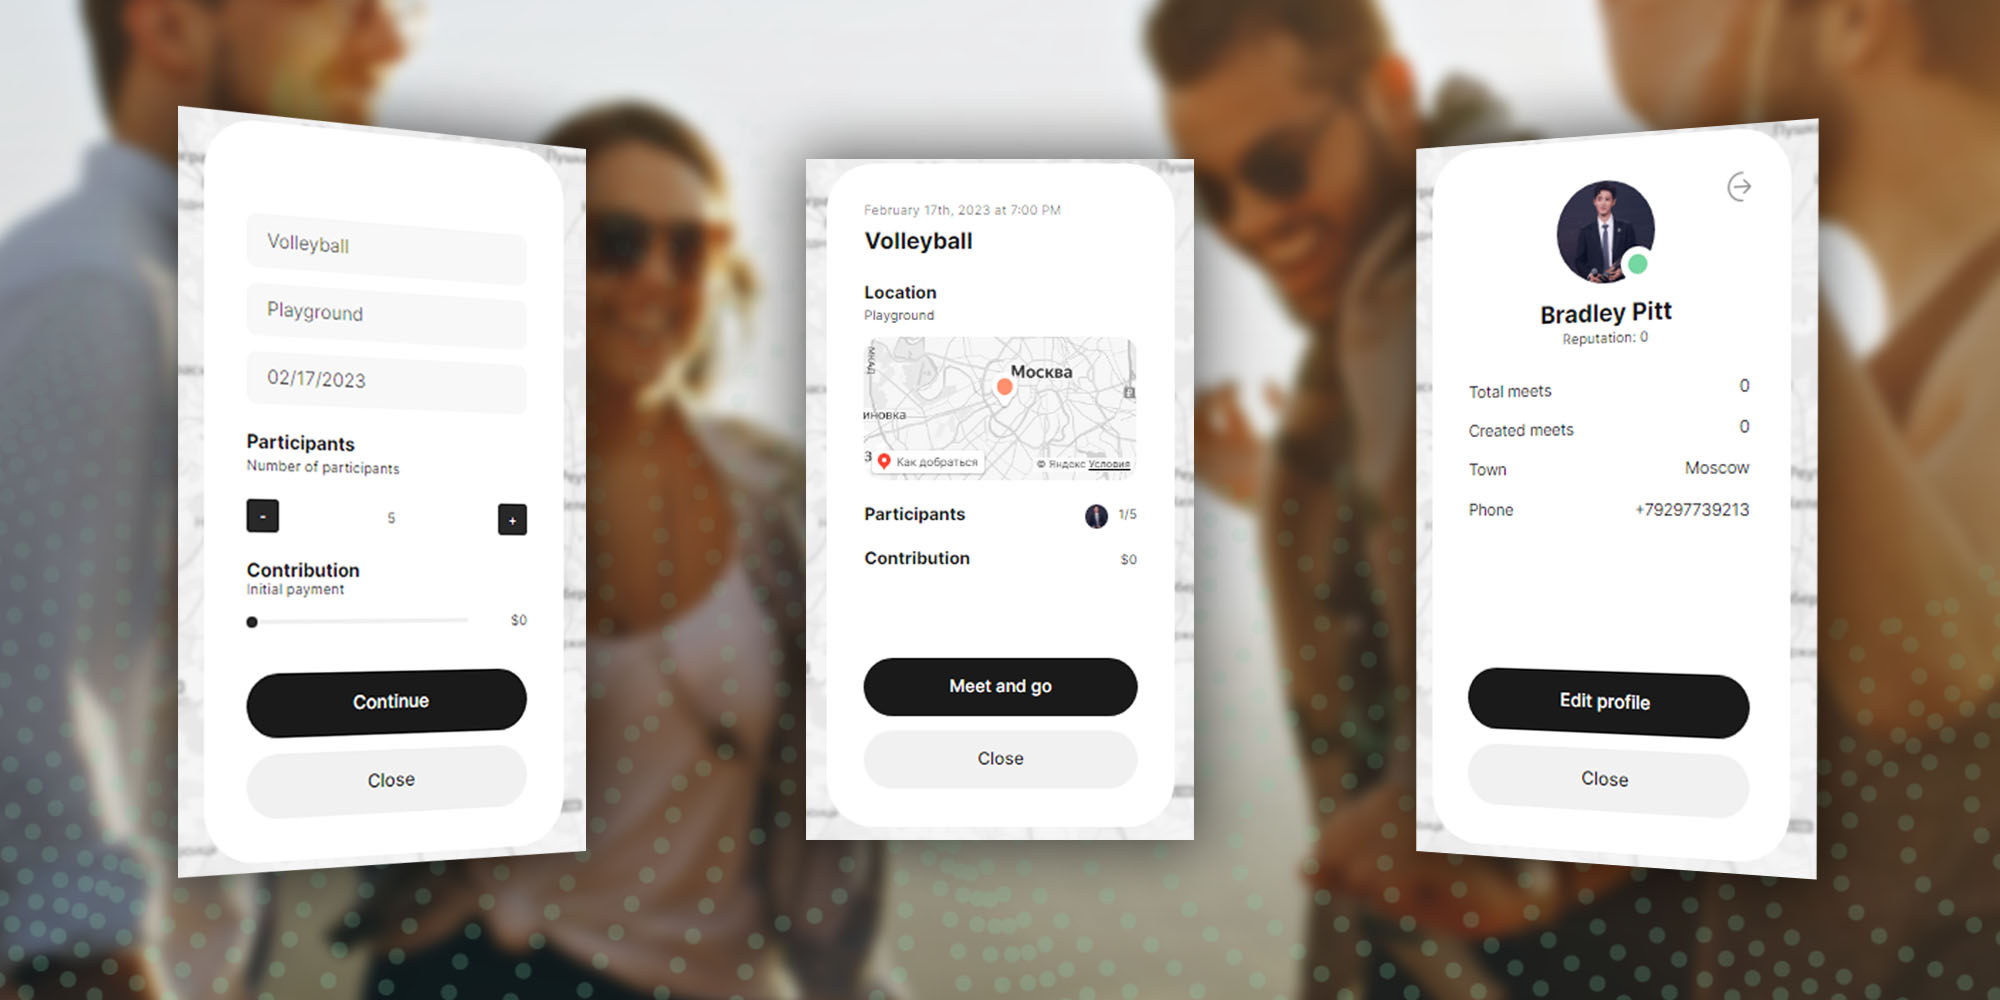 Volleyball
Playground
02/17/2023
Participants
Number of participants
-
5
+
Contribution
Initial payment
$0
Continue
Close
February 17th, 2023 at 7:00 PM
Volleyball
Location
Playground
МКАД
Москва
иновка
З
Как добраться
© Яндекс Условия
Participants
1/5
Contribution
$0
Meet and go
Close
Bradley Pitt
Reputation: 0
Total meets 0
Created meets 0
Town Moscow
Phone +79297739213
Edit profile
Close